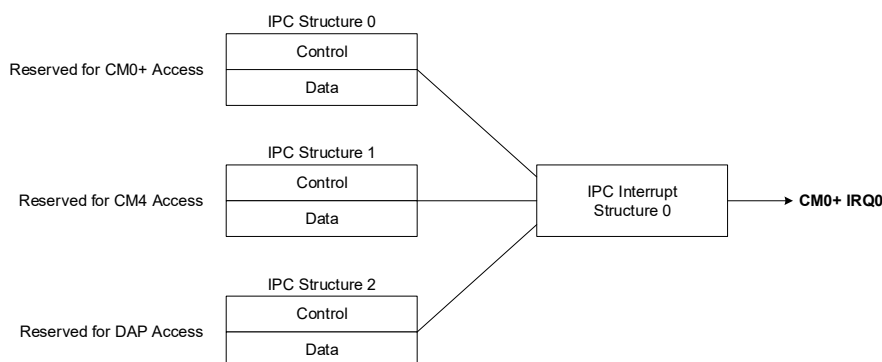 IPC Structure 0
Reserved for CM0+ Access
Control
Data
IPC Structure 1
Reserved for CM4 Access
Control
Data
IPC Interrupt
Structure 0
CM0+ IRQ0
IPC Structure 2
Reserved for DAP Access
Control
Data